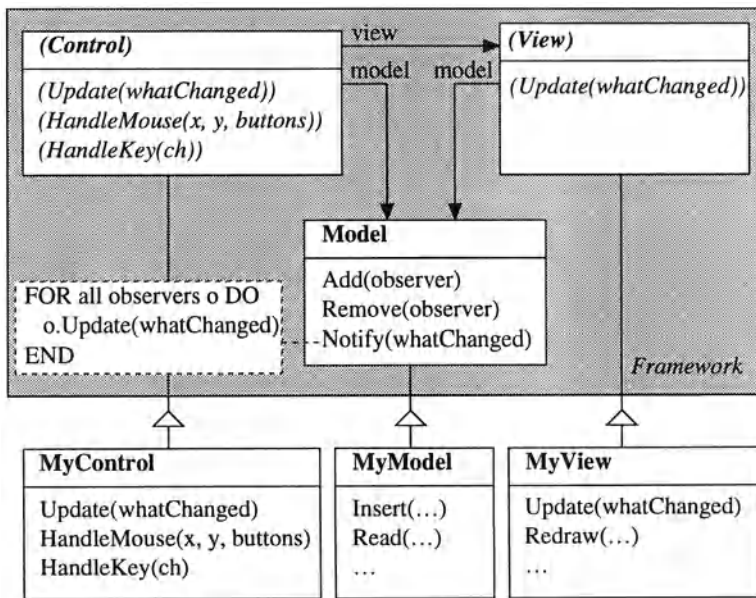 (Control)
(Update(whatChanged))
(HandleMouse(x, y, buttons))
(HandleKey(ch))
view
model
model
(View)
(Update(whatChanged))
Model
Add(observer)
Remove(observer)
Notify(whatChanged)
FOR all observers o DO
o.Update(whatChanged)
END
Framework
MyControl
Update(whatChanged)
HandleMouse(x, y, buttons)
HandleKey(ch)
MyModel
Insert(…)
Read(…)
…
MyView
Update(whatChanged)
Redraw(…)
…